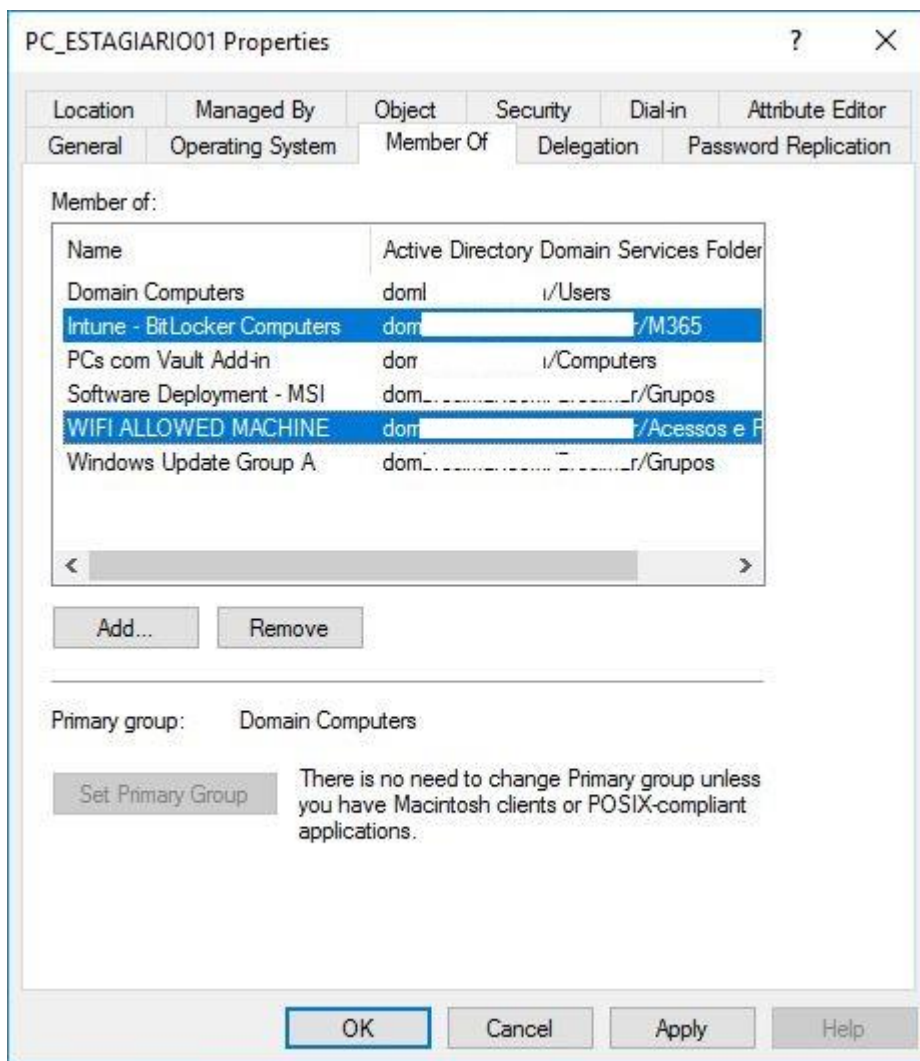 PC_ESTAGIARIO01 Properties ? X
Location Managed By Object Security Dial-in Attribute Editor
General Operating System Member Of Delegation Password Replication
Member of:
Name Active Directory Domain Services Folder
Domain Computers /Users
Intune - BitLocker Computers dom r/M365
PCs com Vault Add-in /Computers
Software Deployment - MSI dom r/Grupos
WIFI ALLOWED MACHINE dom /Acessos e
Windows Update Group A dom r/Grupos
Add... Remove
Primary group: Domain Computers
Set Primary Group
There is no need to change Primary group unless
you have Macintosh clients or POSIX-compliant
applications.
OK Cancel Apply Help